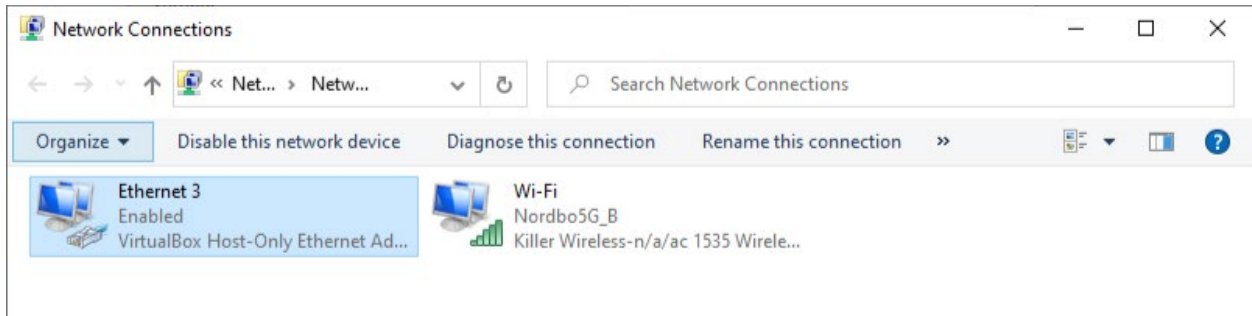 Network Connections
« Net... › Netw...
Search Network Connections
Organize Disable this network device Diagnose this connection Rename this connection »
Ethernet 3
Enabled
VirtualBox Host-Only Ethernet Ad...
Wi-Fi
Nordbo5G_B
Killer Wireless-n/a/ac 1535 Wirele...